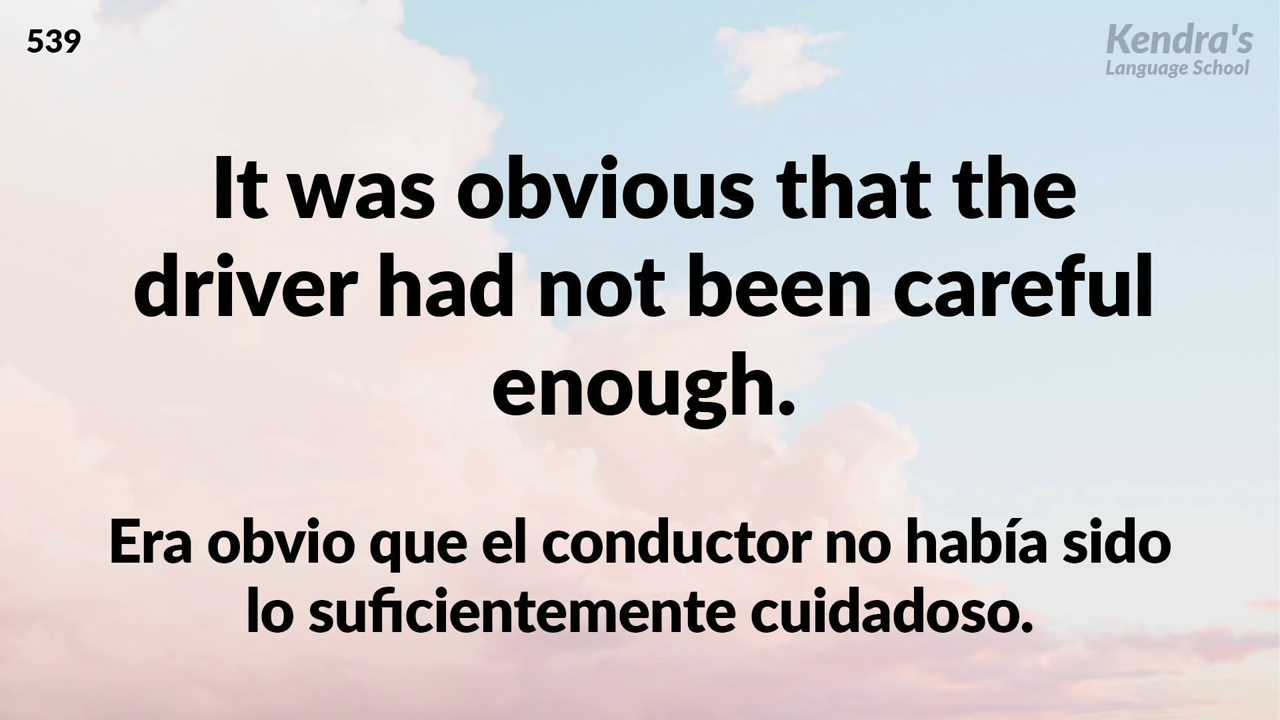 539
Kendra's
Language School
It was obvious that the
driver had not been careful
enough.
Era obvio que el conductor no había sido
lo suficientemente cuidadoso.